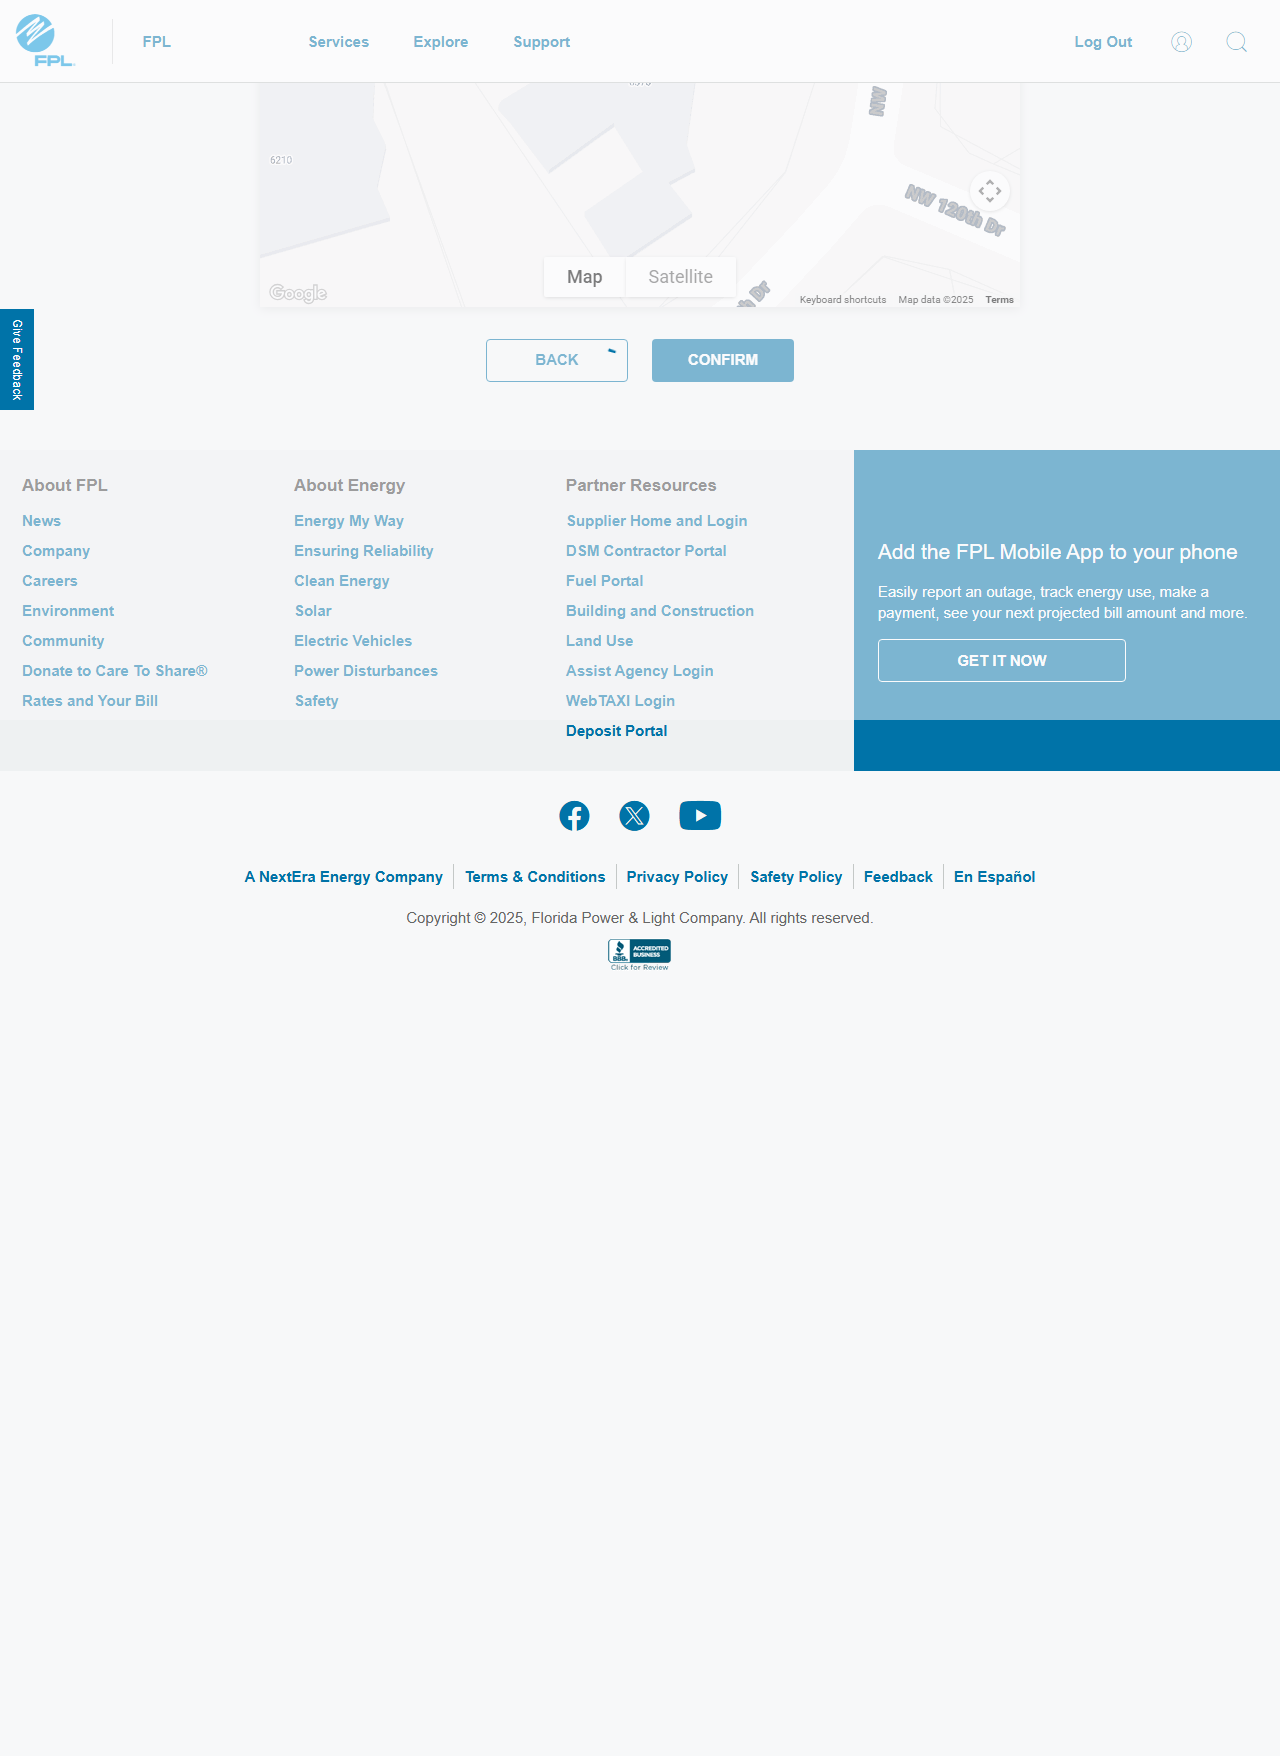 FPL
FPL
Services
Explore
Support
Log Out
NW
6210
NW 120th Dr
Map
Satellite
Google
th Dr
Keyboard shortcuts
Map data ©2025
Terms
Give Feedback
BACK
CONFIRM
About FPL
News
Company
Careers
Environment
Community
Donate to Care To Share®
Rates and Your Bill
About Energy
Energy My Way
Ensuring Reliability
Clean Energy
Solar
Electric Vehicles
Power Disturbances
Safety
Partner Resources
Supplier Home and Login
DSM Contractor Portal
Fuel Portal
Building and Construction
Land Use
Assist Agency Login
WebTAXI Login
Deposit Portal
Add the FPL Mobile App to your phone
Easily report an outage, track energy use, make a
payment, see your next projected bill amount and more.
GET IT NOW
A NextEra Energy Company
Terms & Conditions
Privacy Policy
Safety Policy
Feedback
En Español
Copyright © 2025, Florida Power & Light Company. All rights reserved.
BBB
ACCREDITED
BUSINESS
Click for Review